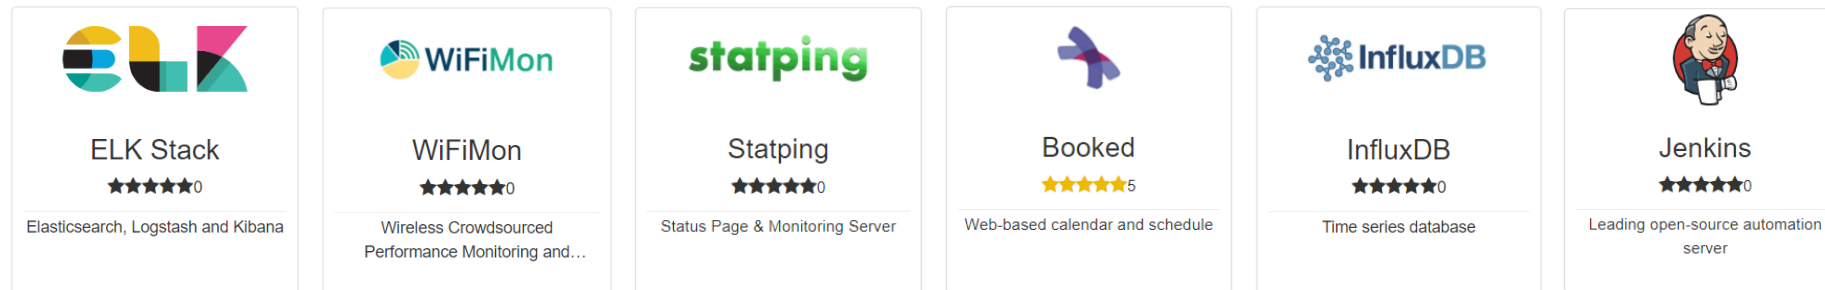 ELK
ELK Stack
0
Elasticsearch, Logstash and Kibana
WiFiMon
WiFiMon
0
Wireless Crowdsourced
Performance Monitoring and…
statping
Statping
0
Status Page & Monitoring Server
Booked
5
Web-based calendar and schedule
InfluxDB
InfluxDB
0
Time series database
Jenkins
0
Leading open-source automation
server